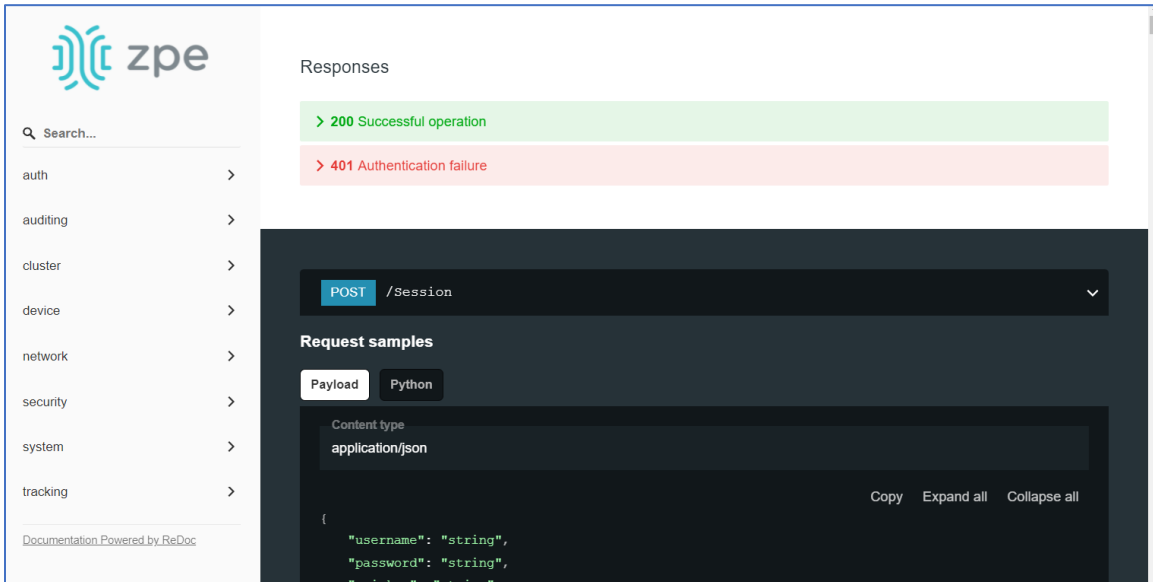 zpe
Search...
auth
auditing
cluster
device
network
security
system
tracking
Documentation Powered by ReDoc
Responses
200 Successful operation
401 Authentication failure
POST /Session
Request samples
Payload Python
Content type
application/json
Copy Expand all Collapse all
{
"username": "string",
"password": "string",